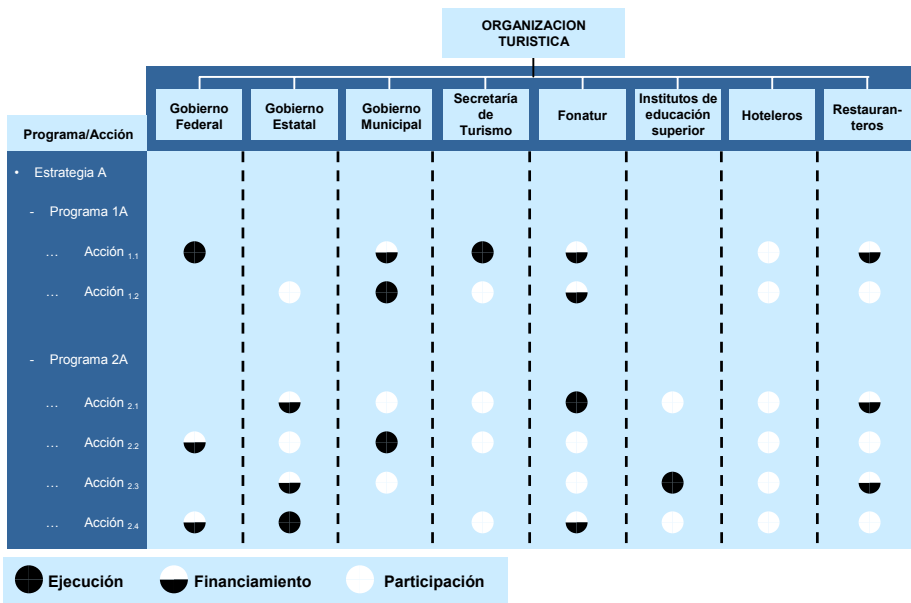 ORGANIZACION
TURISTICA
Programa/Acción
Gobierno
Federal
Gobierno
Estatal
Gobierno
Municipal
Secretaría
de
Turismo
Fonatur
Institutos de
educación
superior
Hoteleros
Restauran-
teros
• Estrategia A
- Programa 1A
... Acción 1.1
... Acción 1.2
- Programa 2A
... Acción 2.1
... Acción 2.2
... Acción 2.3
... Acción 2.4
Ejecución Financiamiento Participación